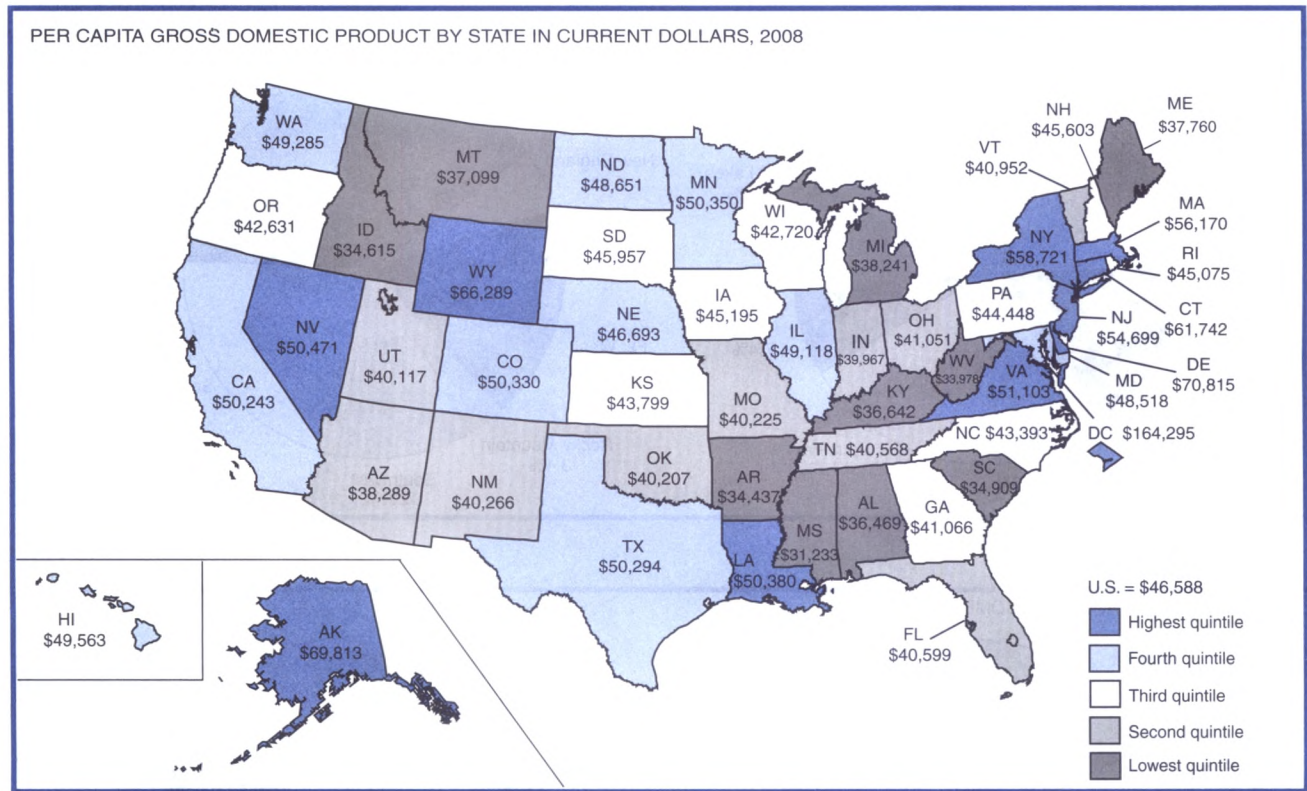 PER CAPITA GROSS DOMESTIC PRODUCT BY STATE IN CURRENT DOLLARS, 2008
WA
$49,285
OR
$42,631
CA
$50,243
NV
$50,471
ID
$34,615
MT
$37,099
WY
$66,289
UT
$40,117
CO
$50,330
AZ
$38,289
NM
$40,266
ND
$48,651
SD
$45,957
NE
$46,693
KS
$43,799
OK
$40,207
TX
$50,294
MN
$50,350
IA
$45,195
MO
$40,225
AR
$34,437
LA
$50,380
WI
$42,720
IL
$49,118
MI
$38,241
IN
$39,967
OH
$41,051
KY
$36,642
TN $40,568
MS
$31,233
AL
$36,469
GA
$41,066
FL
$40,599
SC
$34,909
NC $43,393
VA
$51,103
WV
$33,978
PA
$44,448
NY
$58,721
VT
$40,952
NH
$45,603
ME
$37,760
MA
$56,170
RI
$45,075
CT
$61,742
NJ
$54,699
DE
$70,815
MD
$48,518
DC $164,295
HI
$49,563
AK
$69,813
U.S. = $46,588
Highest quintile
Fourth quintile
Third quintile
Second quintile
Lowest quintile